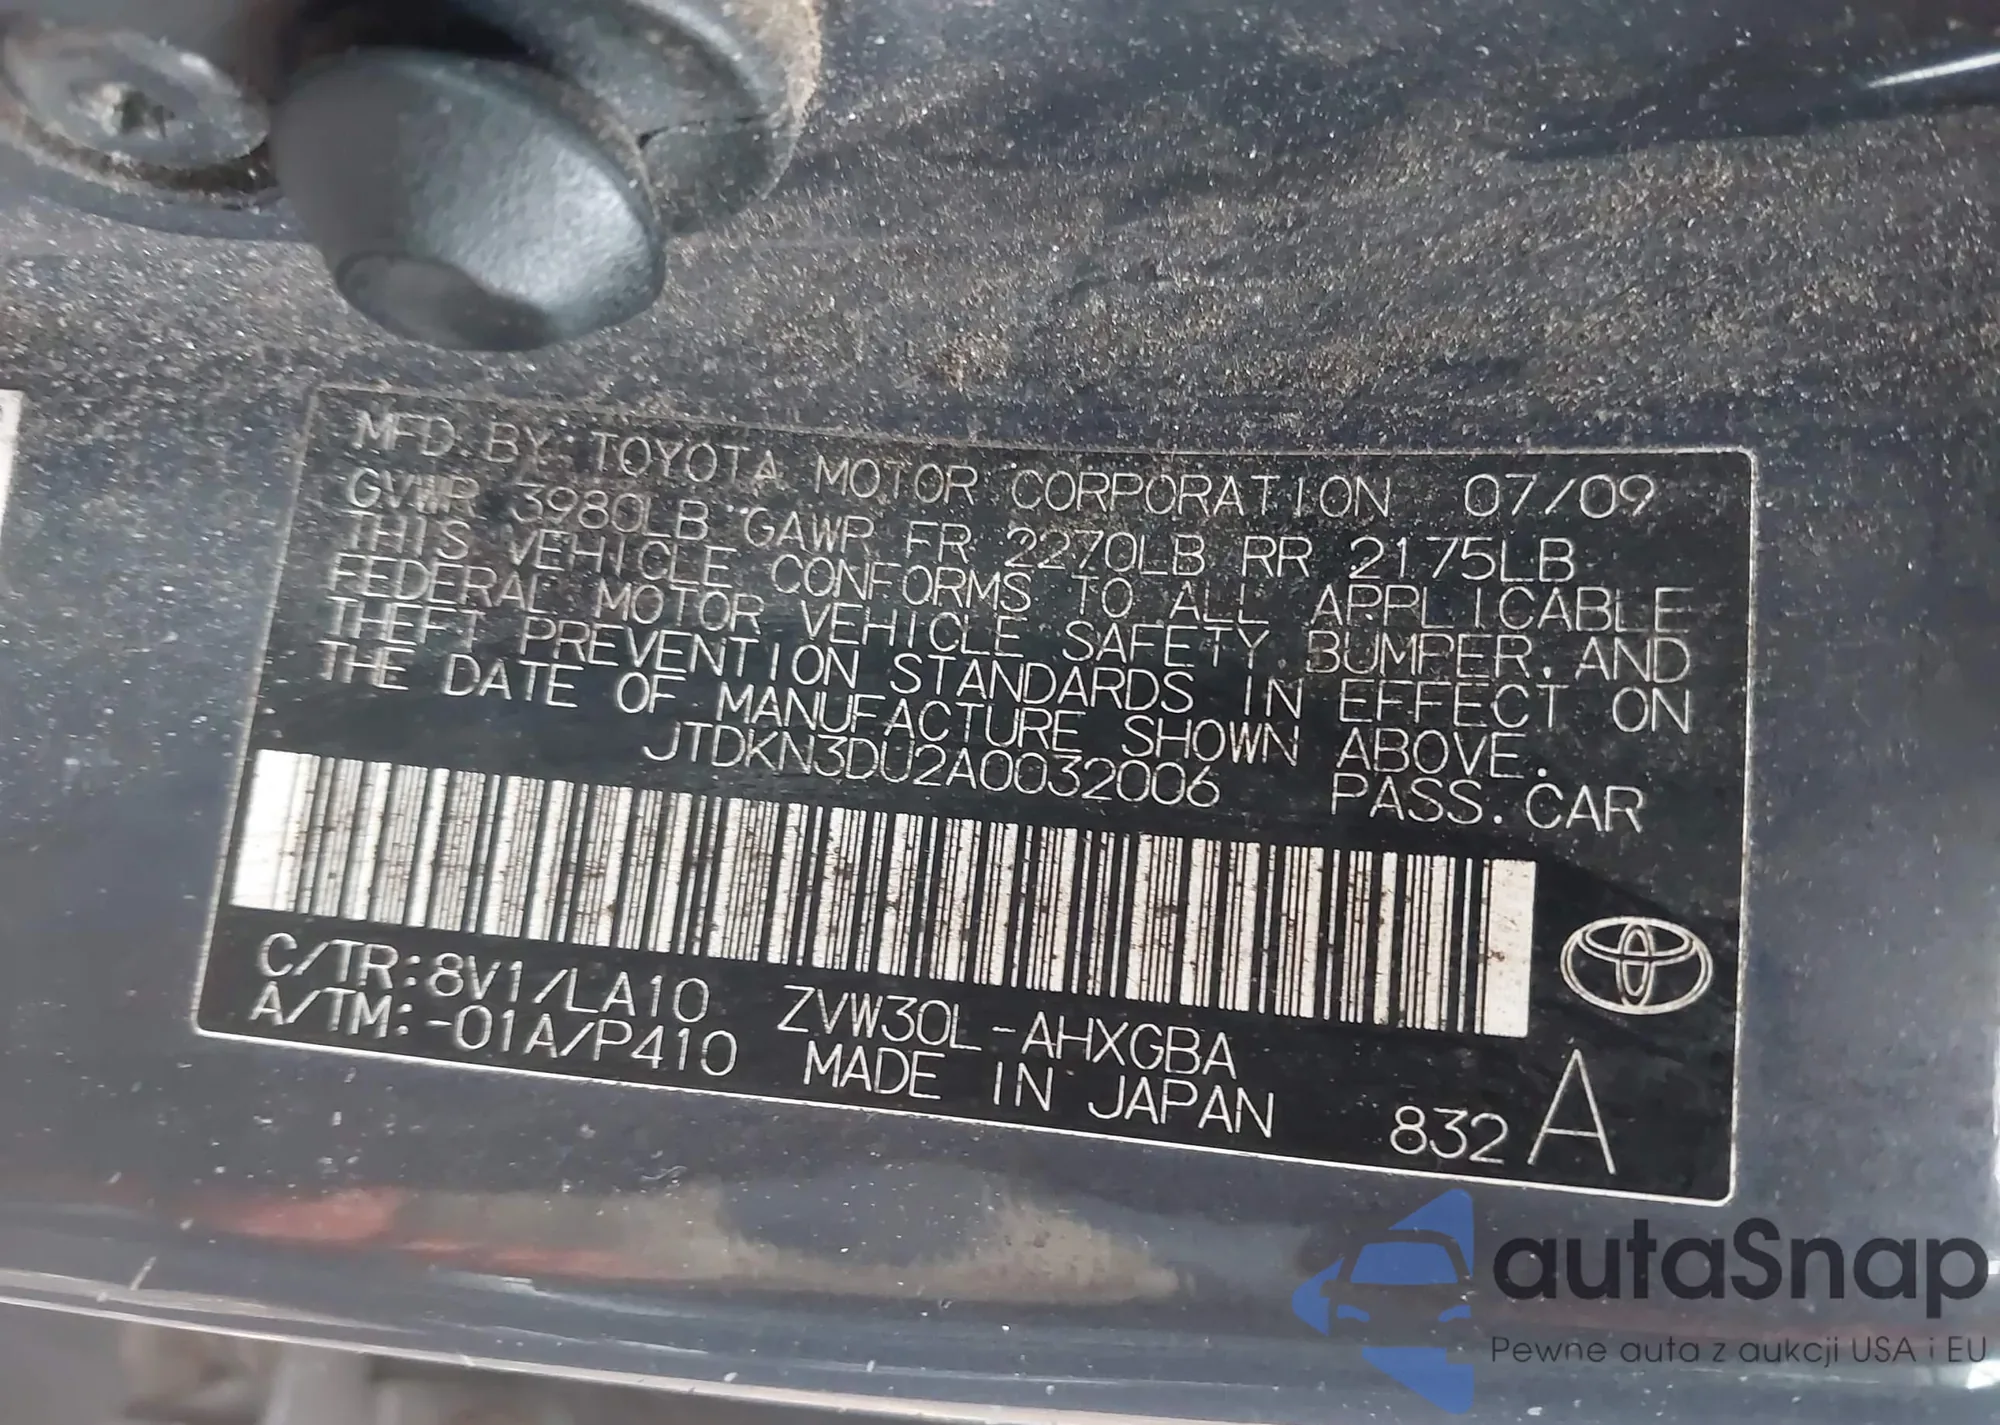 MFD. BY: TOYOTA MOTOR CORPORATION 07/09
GVWR 3980LB GAWR FR 2270LB RR 2175LB
THIS VEHICLE CONFORMS TO ALL APPLICABLE
FEDERAL MOTOR VEHICLE SAFETY, BUMPER, AND
THEFT PREVENTION STANDARDS IN EFFECT ON
THE DATE OF MANUFACTURE SHOWN ABOVE.
JTDKN3DU2A0032006 PASS. CAR
C/TR:8V1/LA10 ZVW30L-AHXGBA
A/TM:-01A/P410 MADE IN JAPAN 832 A
autaSnap
Pewne auta z aukcji USA i EU